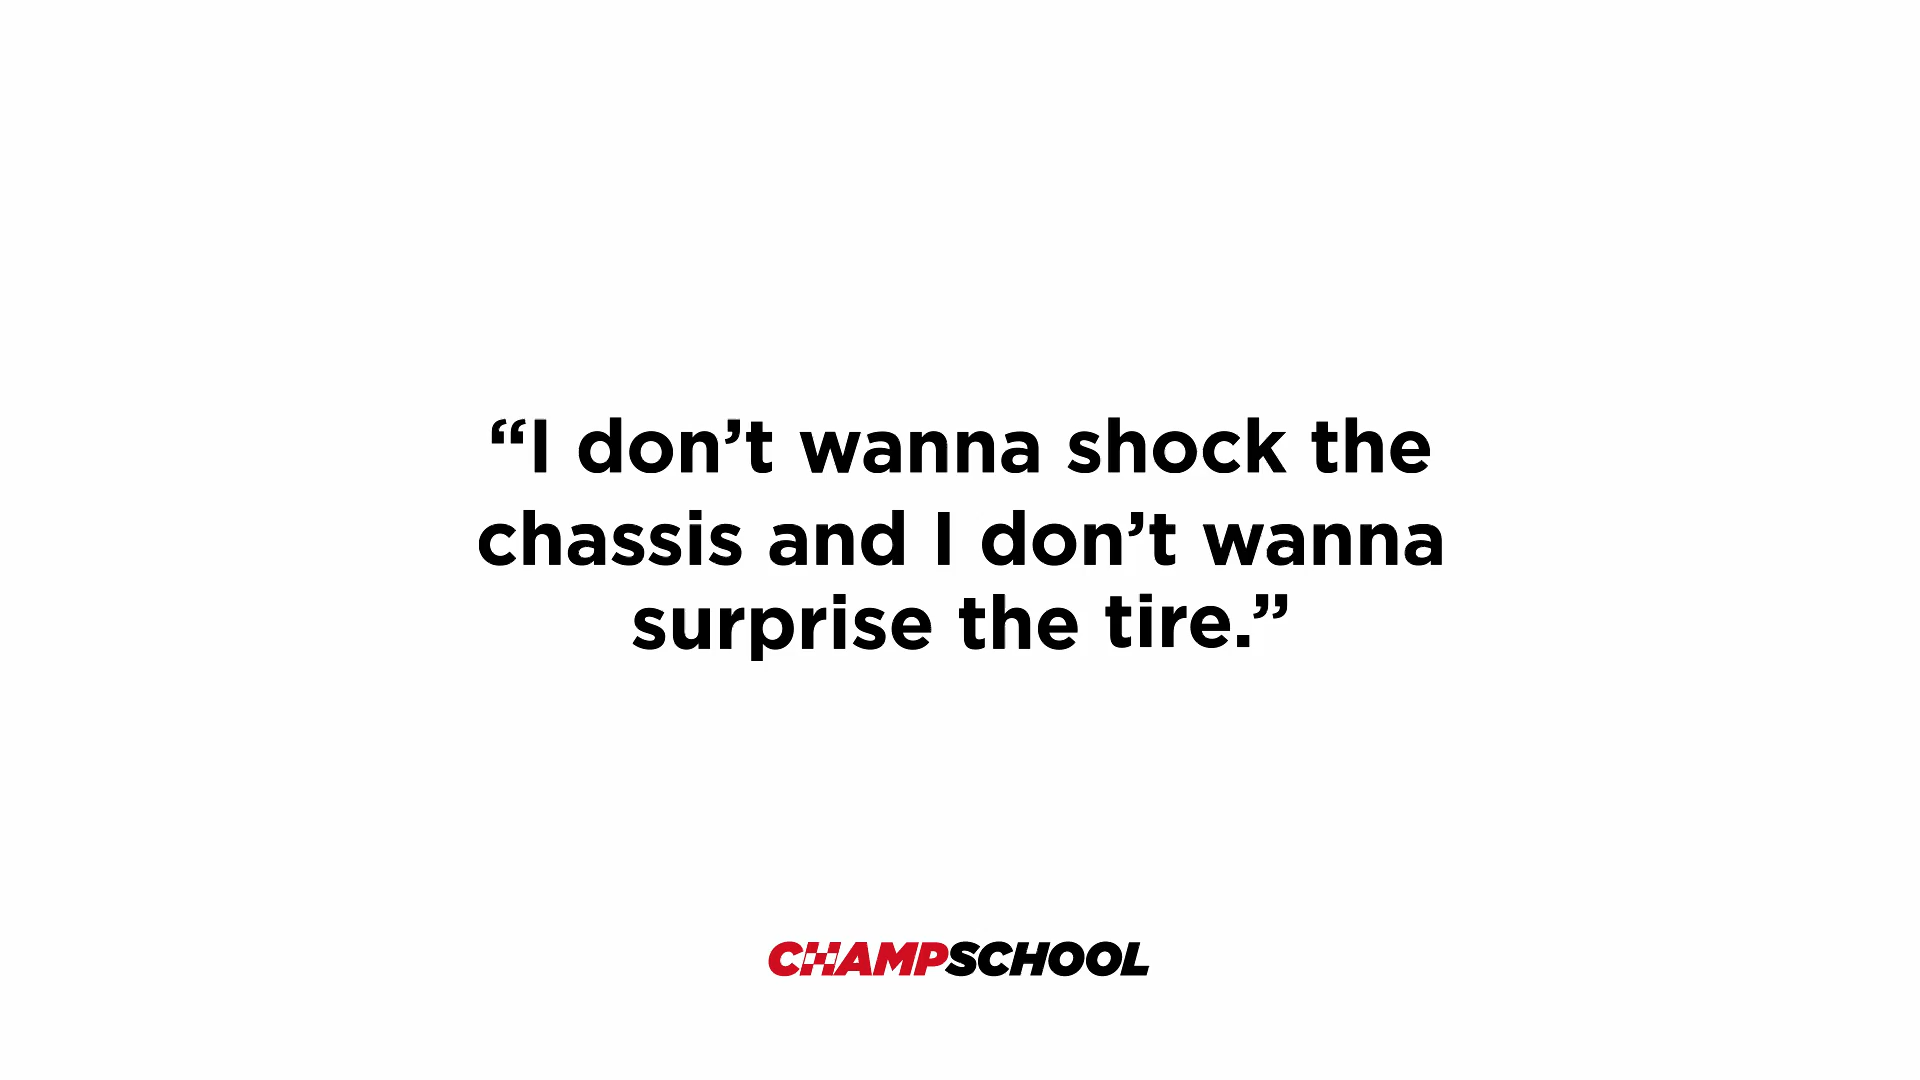 “I don’t wanna shock the
chassis and I don’t wanna
surprise the tire.”
CHAMPSCHOOL